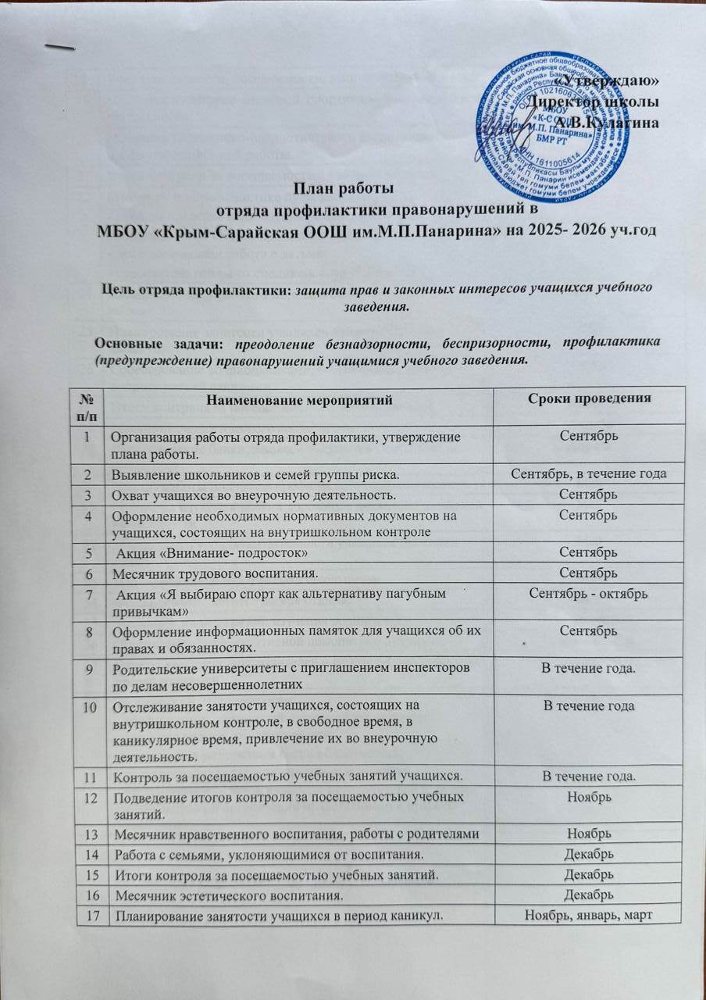 «Утверждаю»
Директор школы
А.В.Кулагина
МБОУ
«К-С ООШ
им. М.П. Панарина»
БМР РТ
ИНН 1611005614
План работы
отряда профилактики правонарушений в
МБОУ «Крым-Сарайская ООШ им.М.П.Панарина» на 2025- 2026 уч.год
Цель отряда профилактики: защита прав и законных интересов учащихся учебного
заведения.
Основные задачи: преодоление безнадзорности, беспризорности, профилактика
(предупреждение) правонарушений учащимися учебного заведения.
№ Наименование мероприятий Сроки проведения
п/п
1 Организация работы отряда профилактики, утверждение Сентябрь
плана работы.
2 Выявление школьников и семей группы риска. Сентябрь, в течение года
3 Охват учащихся во внеурочную деятельность. Сентябрь
4 Оформление необходимых нормативных документов на Сентябрь
учащихся, состоящих на внутришкольном контроле
5 Акция «Внимание- подросток» Сентябрь
6 Месячник трудового воспитания. Сентябрь
7 Акция «Я выбираю спорт как альтернативу пагубным Сентябрь - октябрь
привычкам»
8 Оформление информационных памяток для учащихся об их Сентябрь
правах и обязанностях.
9 Родительские университеты с приглашением инспекторов В течение года.
по делам несовершеннолетних
10 Отслеживание занятости учащихся, состоящих на В течение года
внутришкольном контроле, в свободное время, в
каникулярное время, привлечение их во внеурочную
деятельность.
11 Контроль за посещаемостью учебных занятий учащихся. В течение года.
12 Подведение итогов контроля за посещаемостью учебных Ноябрь
занятий.
13 Месячник нравственного воспитания, работы с родителями Ноябрь
14 Работа с семьями, уклоняющимися от воспитания. Декабрь
15 Итоги контроля за посещаемостью учебных занятий. Декабрь
16 Месячник эстетического воспитания. Декабрь
17 Планирование занятости учащихся в период каникул. Ноябрь, январь, март